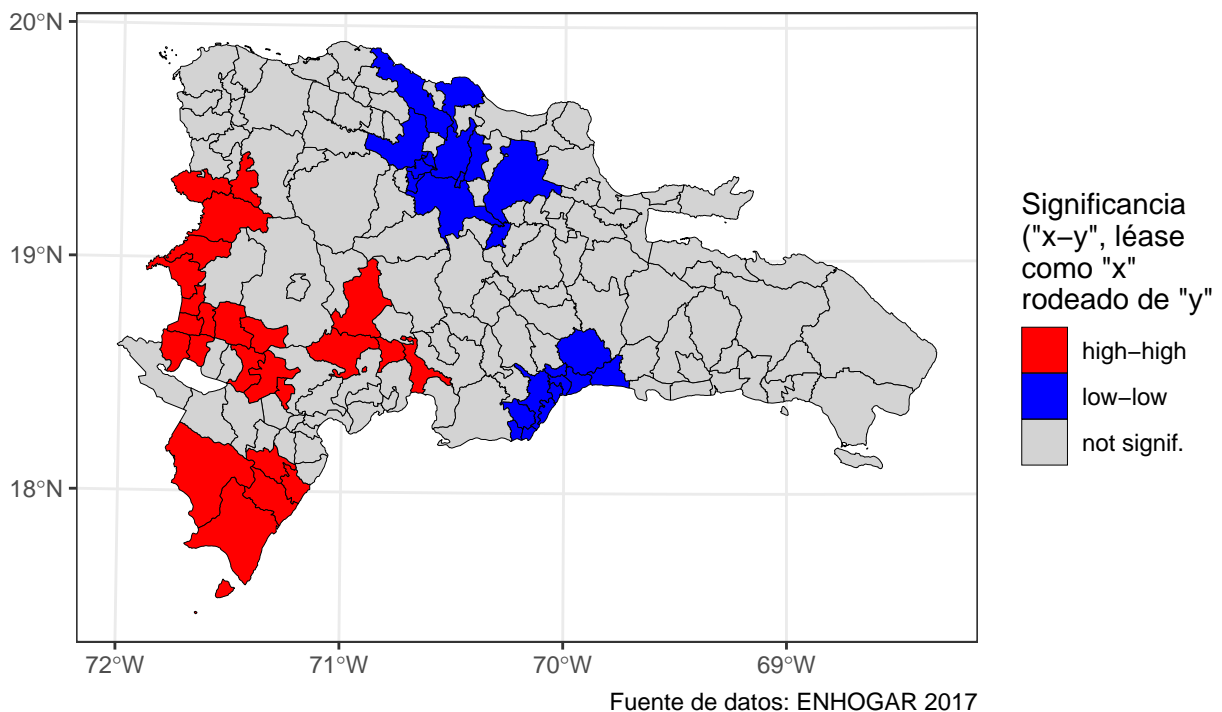 20°N
19°N
18°N
72°W
71°W
70°W
69°W
Fuente de datos: ENHOGAR 2017
Significancia
("x−y", léase
como "x"
rodeado de "y"
high−high
low−low
not signif.